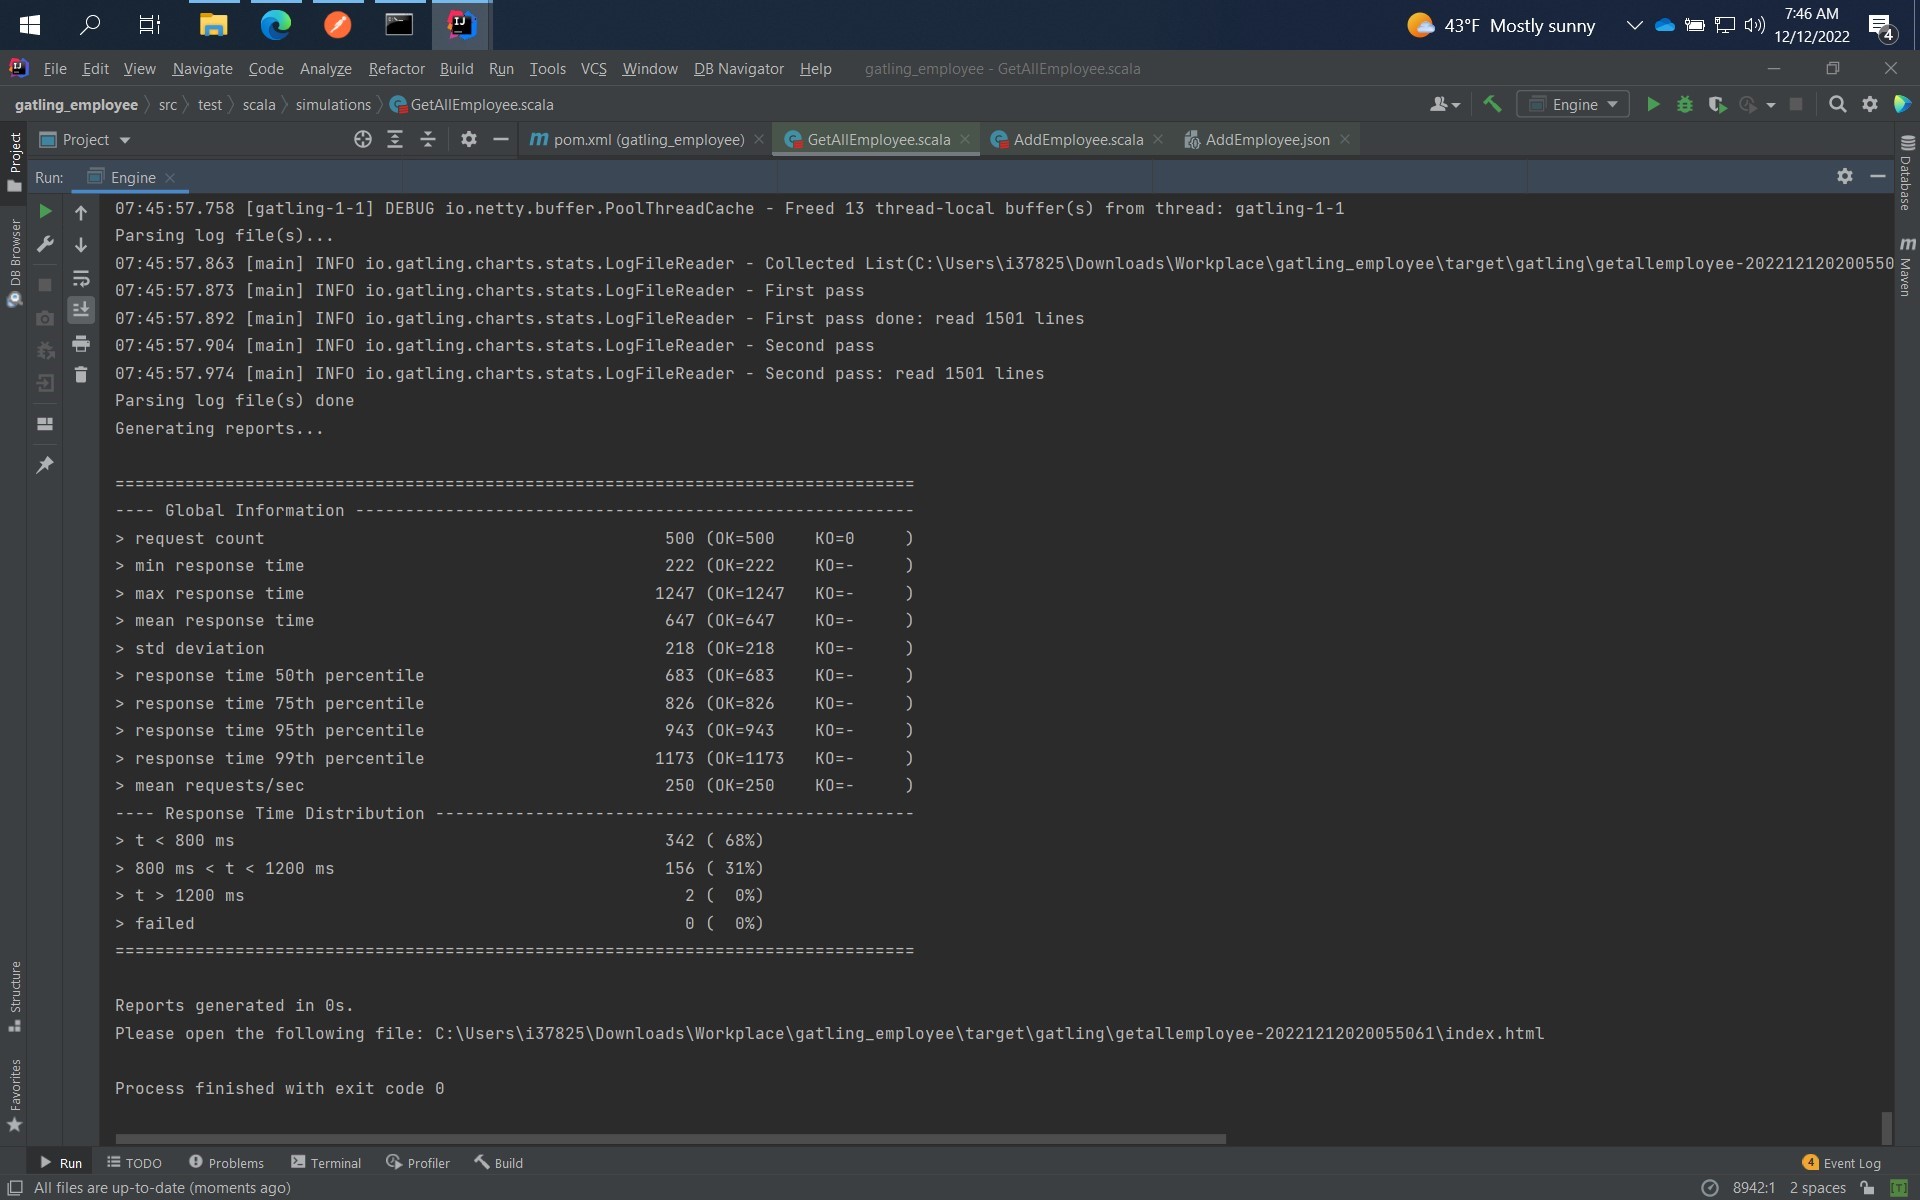 43°F Mostly sunny
7:46 AM
12/12/2022
4
File Edit View Navigate Code Analyze Refactor Build Run Tools VCS Window DB Navigator Help gatling_employee - GetAllEmployee.scala
gatling_employee src test scala simulations GetAllEmployee.scala
Engine
Project
pom.xml (gatling_employee) GetAllEmployee.scala AddEmployee.scala AddEmployee.json
Run: Engine
Project
DB Browser
Structure
Favorites
Database
Maven
07:45:57.758 [gatling-1-1] DEBUG io.netty.buffer.PoolThreadCache - Freed 13 thread-local buffer(s) from thread: gatling-1-1
Parsing log file(s)...
07:45:57.863 [main] INFO io.gatling.charts.stats.LogFileReader - Collected List(C:\Users\i37825\Downloads\Workplace\gatling_employee\target\gatling\getallemployee-202212120200550
07:45:57.873 [main] INFO io.gatling.charts.stats.LogFileReader - First pass
07:45:57.892 [main] INFO io.gatling.charts.stats.LogFileReader - First pass done: read 1501 lines
07:45:57.904 [main] INFO io.gatling.charts.stats.LogFileReader - Second pass
07:45:57.974 [main] INFO io.gatling.charts.stats.LogFileReader - Second pass: read 1501 lines
Parsing log file(s) done
Generating reports...
================================================================================
---- Global Information --------------------------------------------------------
> request count 500 (OK=500 KO=0 )
> min response time 222 (OK=222 KO=- )
> max response time 1247 (OK=1247 KO=- )
> mean response time 647 (OK=647 KO=- )
> std deviation 218 (OK=218 KO=- )
> response time 50th percentile 683 (OK=683 KO=- )
> response time 75th percentile 826 (OK=826 KO=- )
> response time 95th percentile 943 (OK=943 KO=- )
> response time 99th percentile 1173 (OK=1173 KO=- )
> mean requests/sec 250 (OK=250 KO=- )
---- Response Time Distribution ------------------------------------------------
> t < 800 ms 342 ( 68%)
> 800 ms < t < 1200 ms 156 ( 31%)
> t > 1200 ms 2 ( 0%)
> failed 0 ( 0%)
================================================================================
Reports generated in 0s.
Please open the following file: C:\Users\i37825\Downloads\Workplace\gatling_employee\target\gatling\getallemployee-20221212020055061\index.html
Process finished with exit code 0
Run TODO Problems Terminal Profiler Build 4 Event Log
All files are up-to-date (moments ago) 8942:1 2 spaces [T]